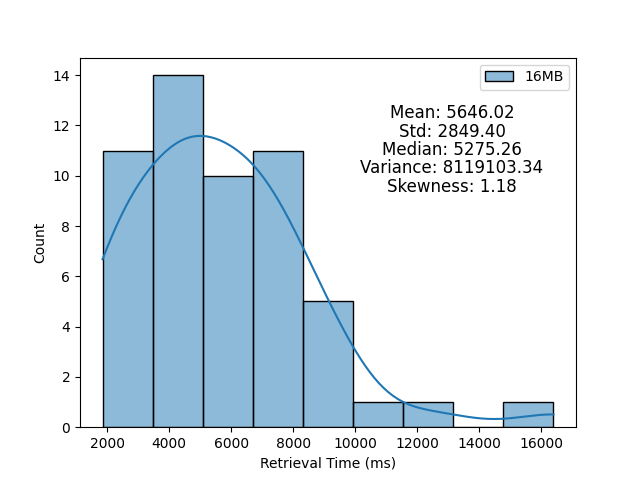 16MB
Mean: 5646.02
Std: 2849.40
Median: 5275.26
Variance: 8119103.34
Skewness: 1.18
14
12
10
8
6
4
2
0
Count
2000 4000 6000 8000 10000 12000 14000 16000
Retrieval Time (ms)